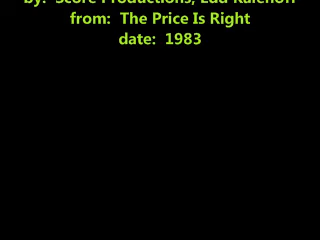 by:  Score Productions, Edd Kalehoff
from:  The Price Is Right
date:  1983